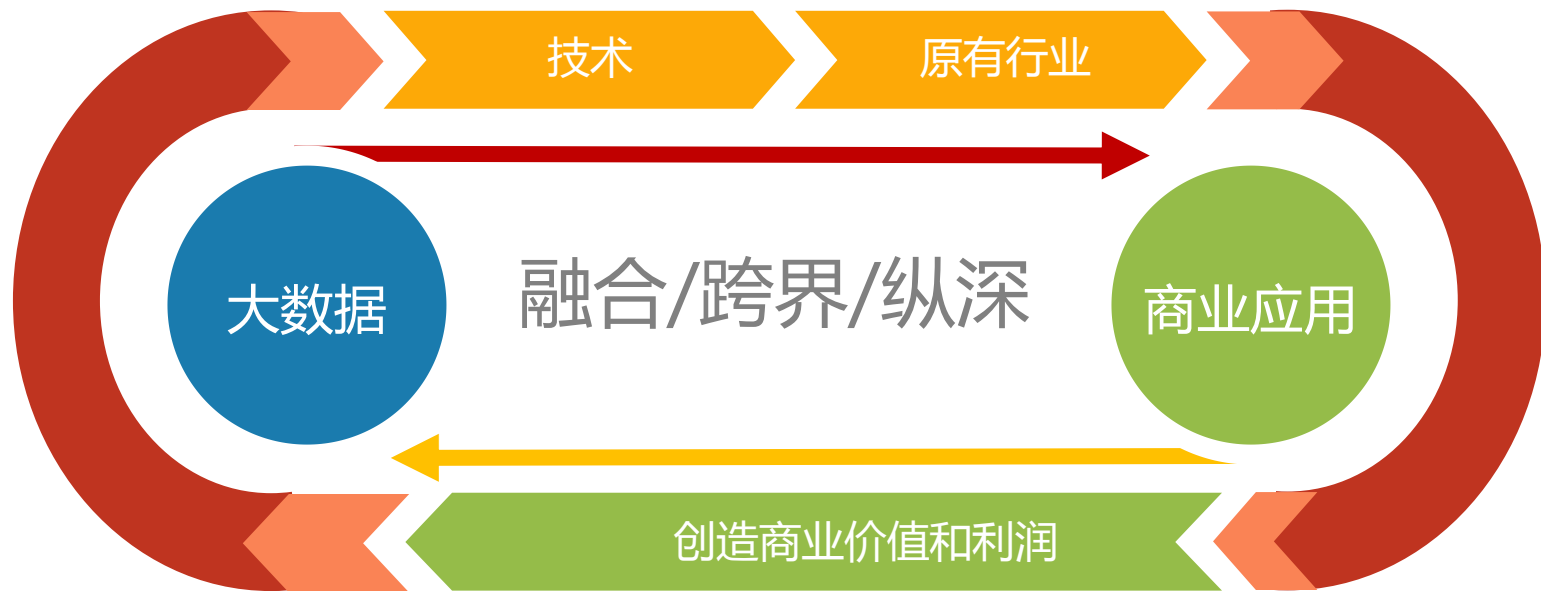 技术
原有行业
大数据
融合/跨界/纵深
商业应用
创造商业价值和利润